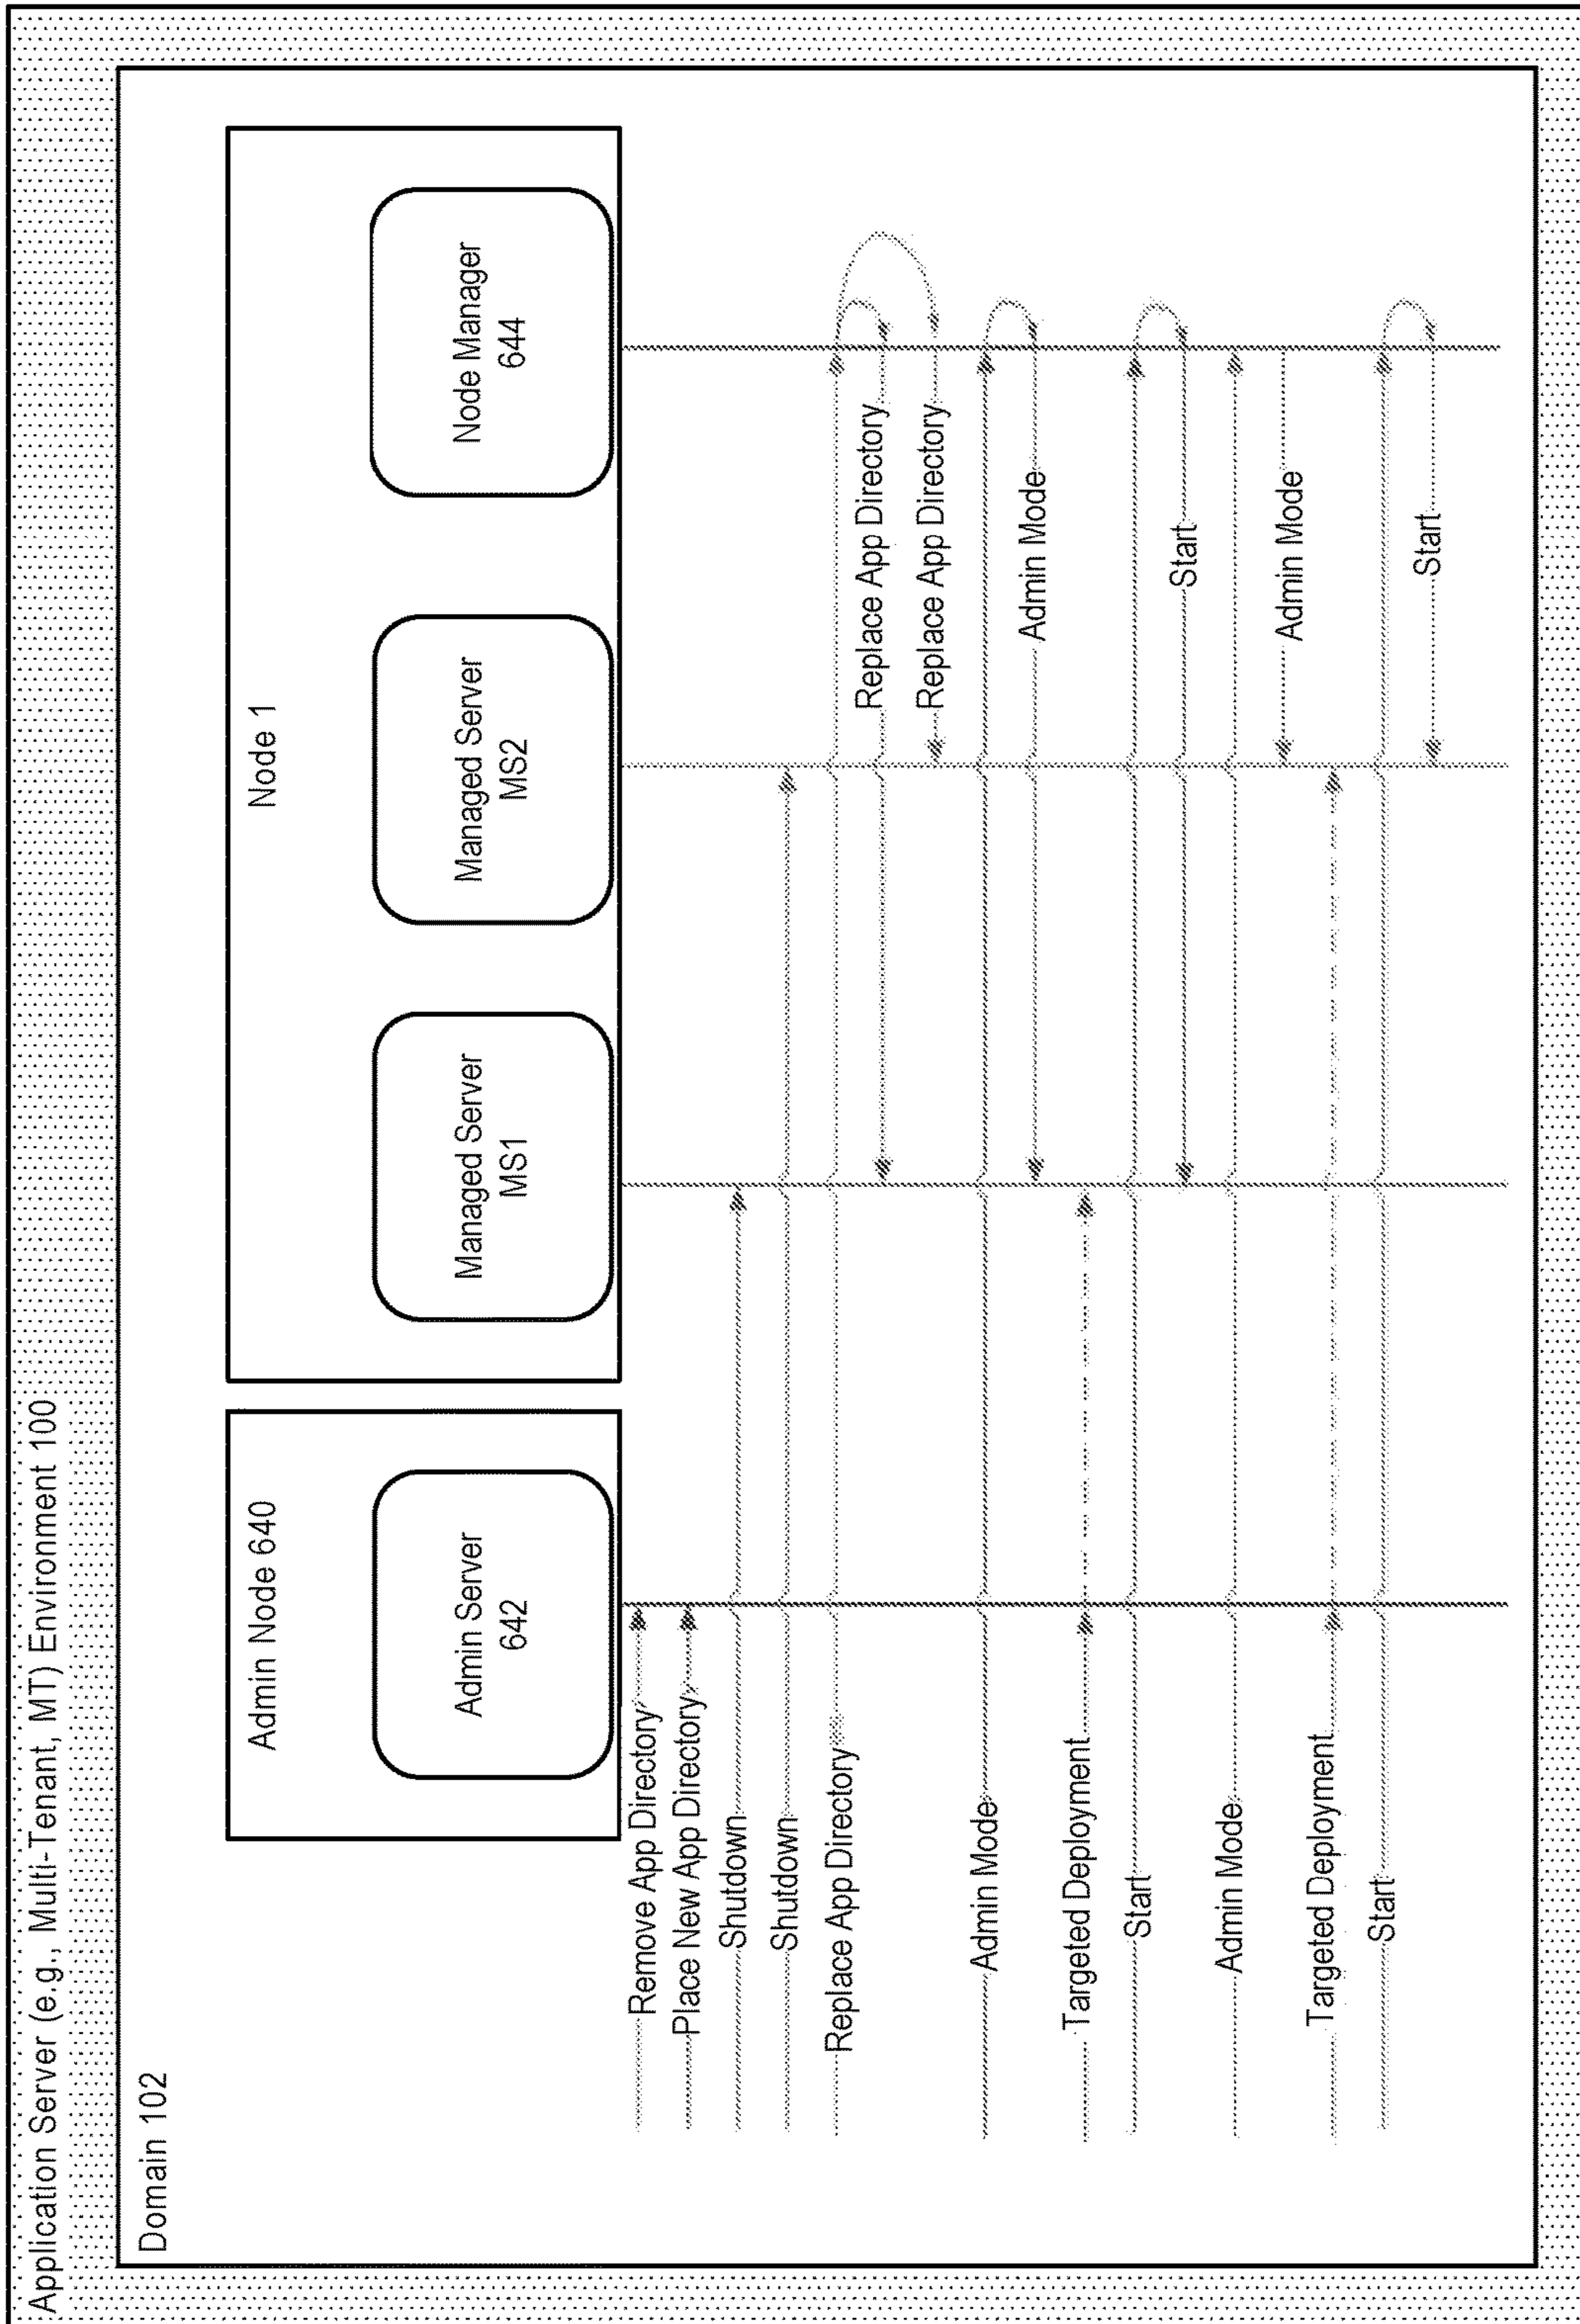 Application Server (e.g., Multi-Tenant, MT) Environment 100
Domain 102
Admin Node 640
Admin Server
642
Node 1
Managed Server
MS1
Managed Server
MS2
Node Manager
644
Remove App Directory
Place New App Directory
Shutdown
Shutdown
Replace App Directory
Replace App Directory
Replace App Directory
Admin Mode
Admin Mode
Targeted Deployment
Start
Start
Admin Mode
Admin Mode
Targeted Deployment
Start
Start